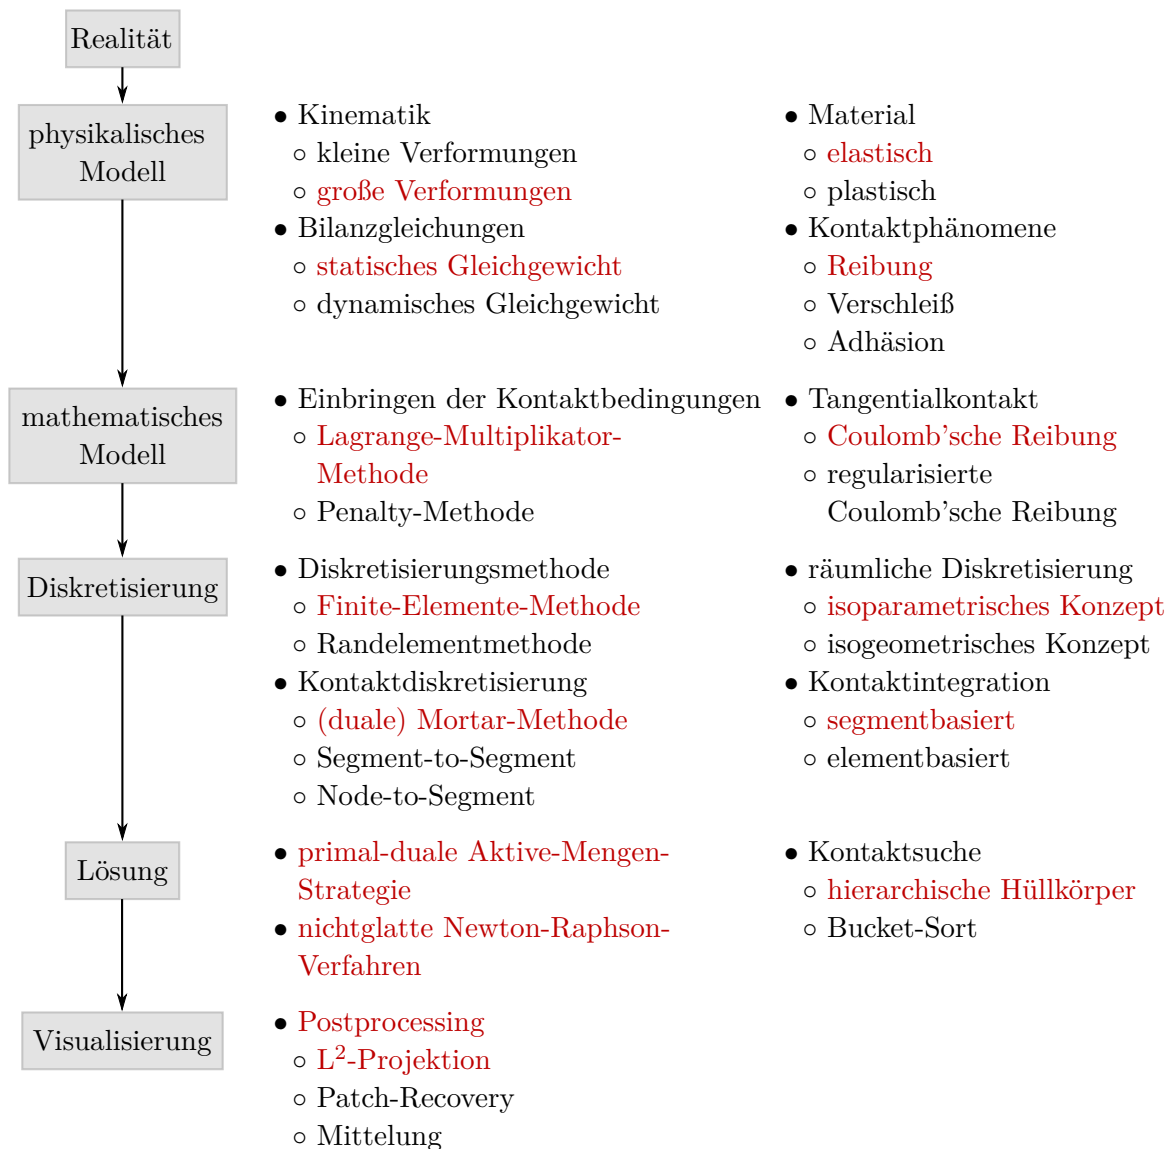 Realität
physikalisches
Modell
• Kinematik
◦ kleine Verformungen
◦ große Verformungen
• Bilanzgleichungen
◦ statisches Gleichgewicht
◦ dynamisches Gleichgewicht
• Material
◦ elastisch
◦ plastisch
• Kontaktphänomene
◦ Reibung
◦ Verschleiß
◦ Adhäsion
mathematisches
Modell
• Einbringen der Kontaktbedingungen
◦ Lagrange-Multiplikator-
Methode
◦ Penalty-Methode
• Tangentialkontakt
◦ Coulomb'sche Reibung
◦ regularisierte
Coulomb'sche Reibung
Diskretisierung
• Diskretisierungsmethode
◦ Finite-Elemente-Methode
◦ Randelementmethode
• Kontaktdiskretisierung
◦ (duale) Mortar-Methode
◦ Segment-to-Segment
◦ Node-to-Segment
• räumliche Diskretisierung
◦ isoparametrisches Konzept
◦ isogeometrisches Konzept
• Kontaktintegration
◦ segmentbasiert
◦ elementbasiert
Lösung
• primal-duale Aktive-Mengen-
Strategie
• nichtglatte Newton-Raphson-
Verfahren
• Kontaktsuche
◦ hierarchische Hüllkörper
◦ Bucket-Sort
Visualisierung
• Postprocessing
◦ L²-Projektion
◦ Patch-Recovery
◦ Mittelung